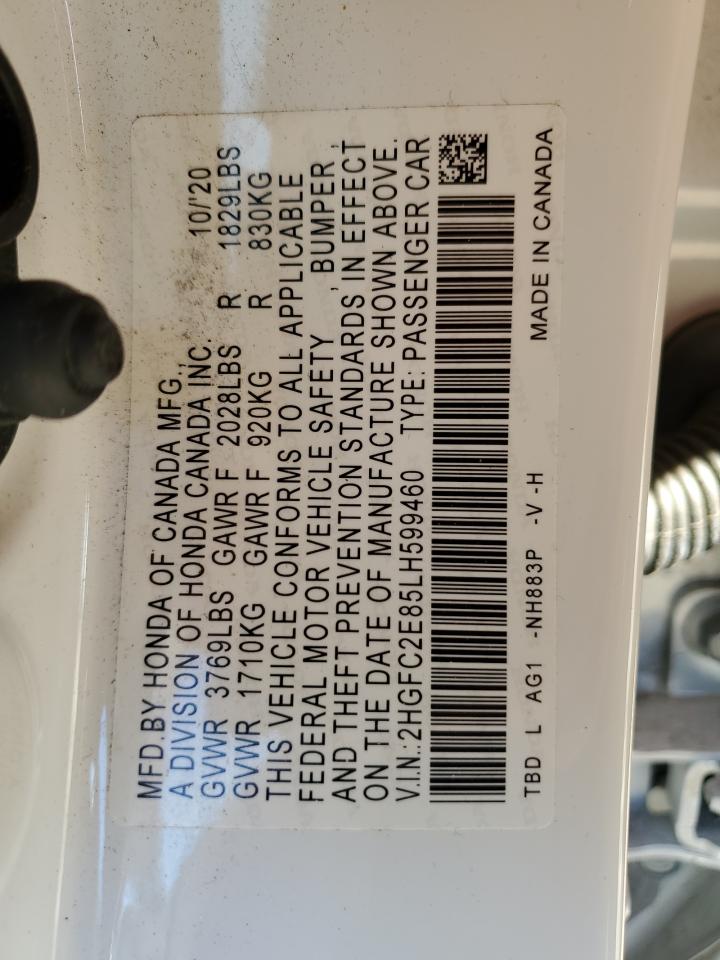 MFD.BY HONDA OF CANADA MFG., 10/'20
A DIVISION OF HONDA CANADA INC.
GVWR 3769LBS GAWR F 2028LBS R 1829LBS
GVWR 1710KG GAWR F 920KG R 830KG
THIS VEHICLE CONFORMS TO ALL APPLICABLE
FEDERAL MOTOR VEHICLE SAFETY , BUMPER ,
AND THEFT PREVENTION STANDARDS IN EFFECT
ON THE DATE OF MANUFACTURE SHOWN ABOVE.
V.I.N.:2HGFC2E85LH599460 TYPE: PASSENGER CAR
TBD L AG1 -NH883P -V -H MADE IN CANADA